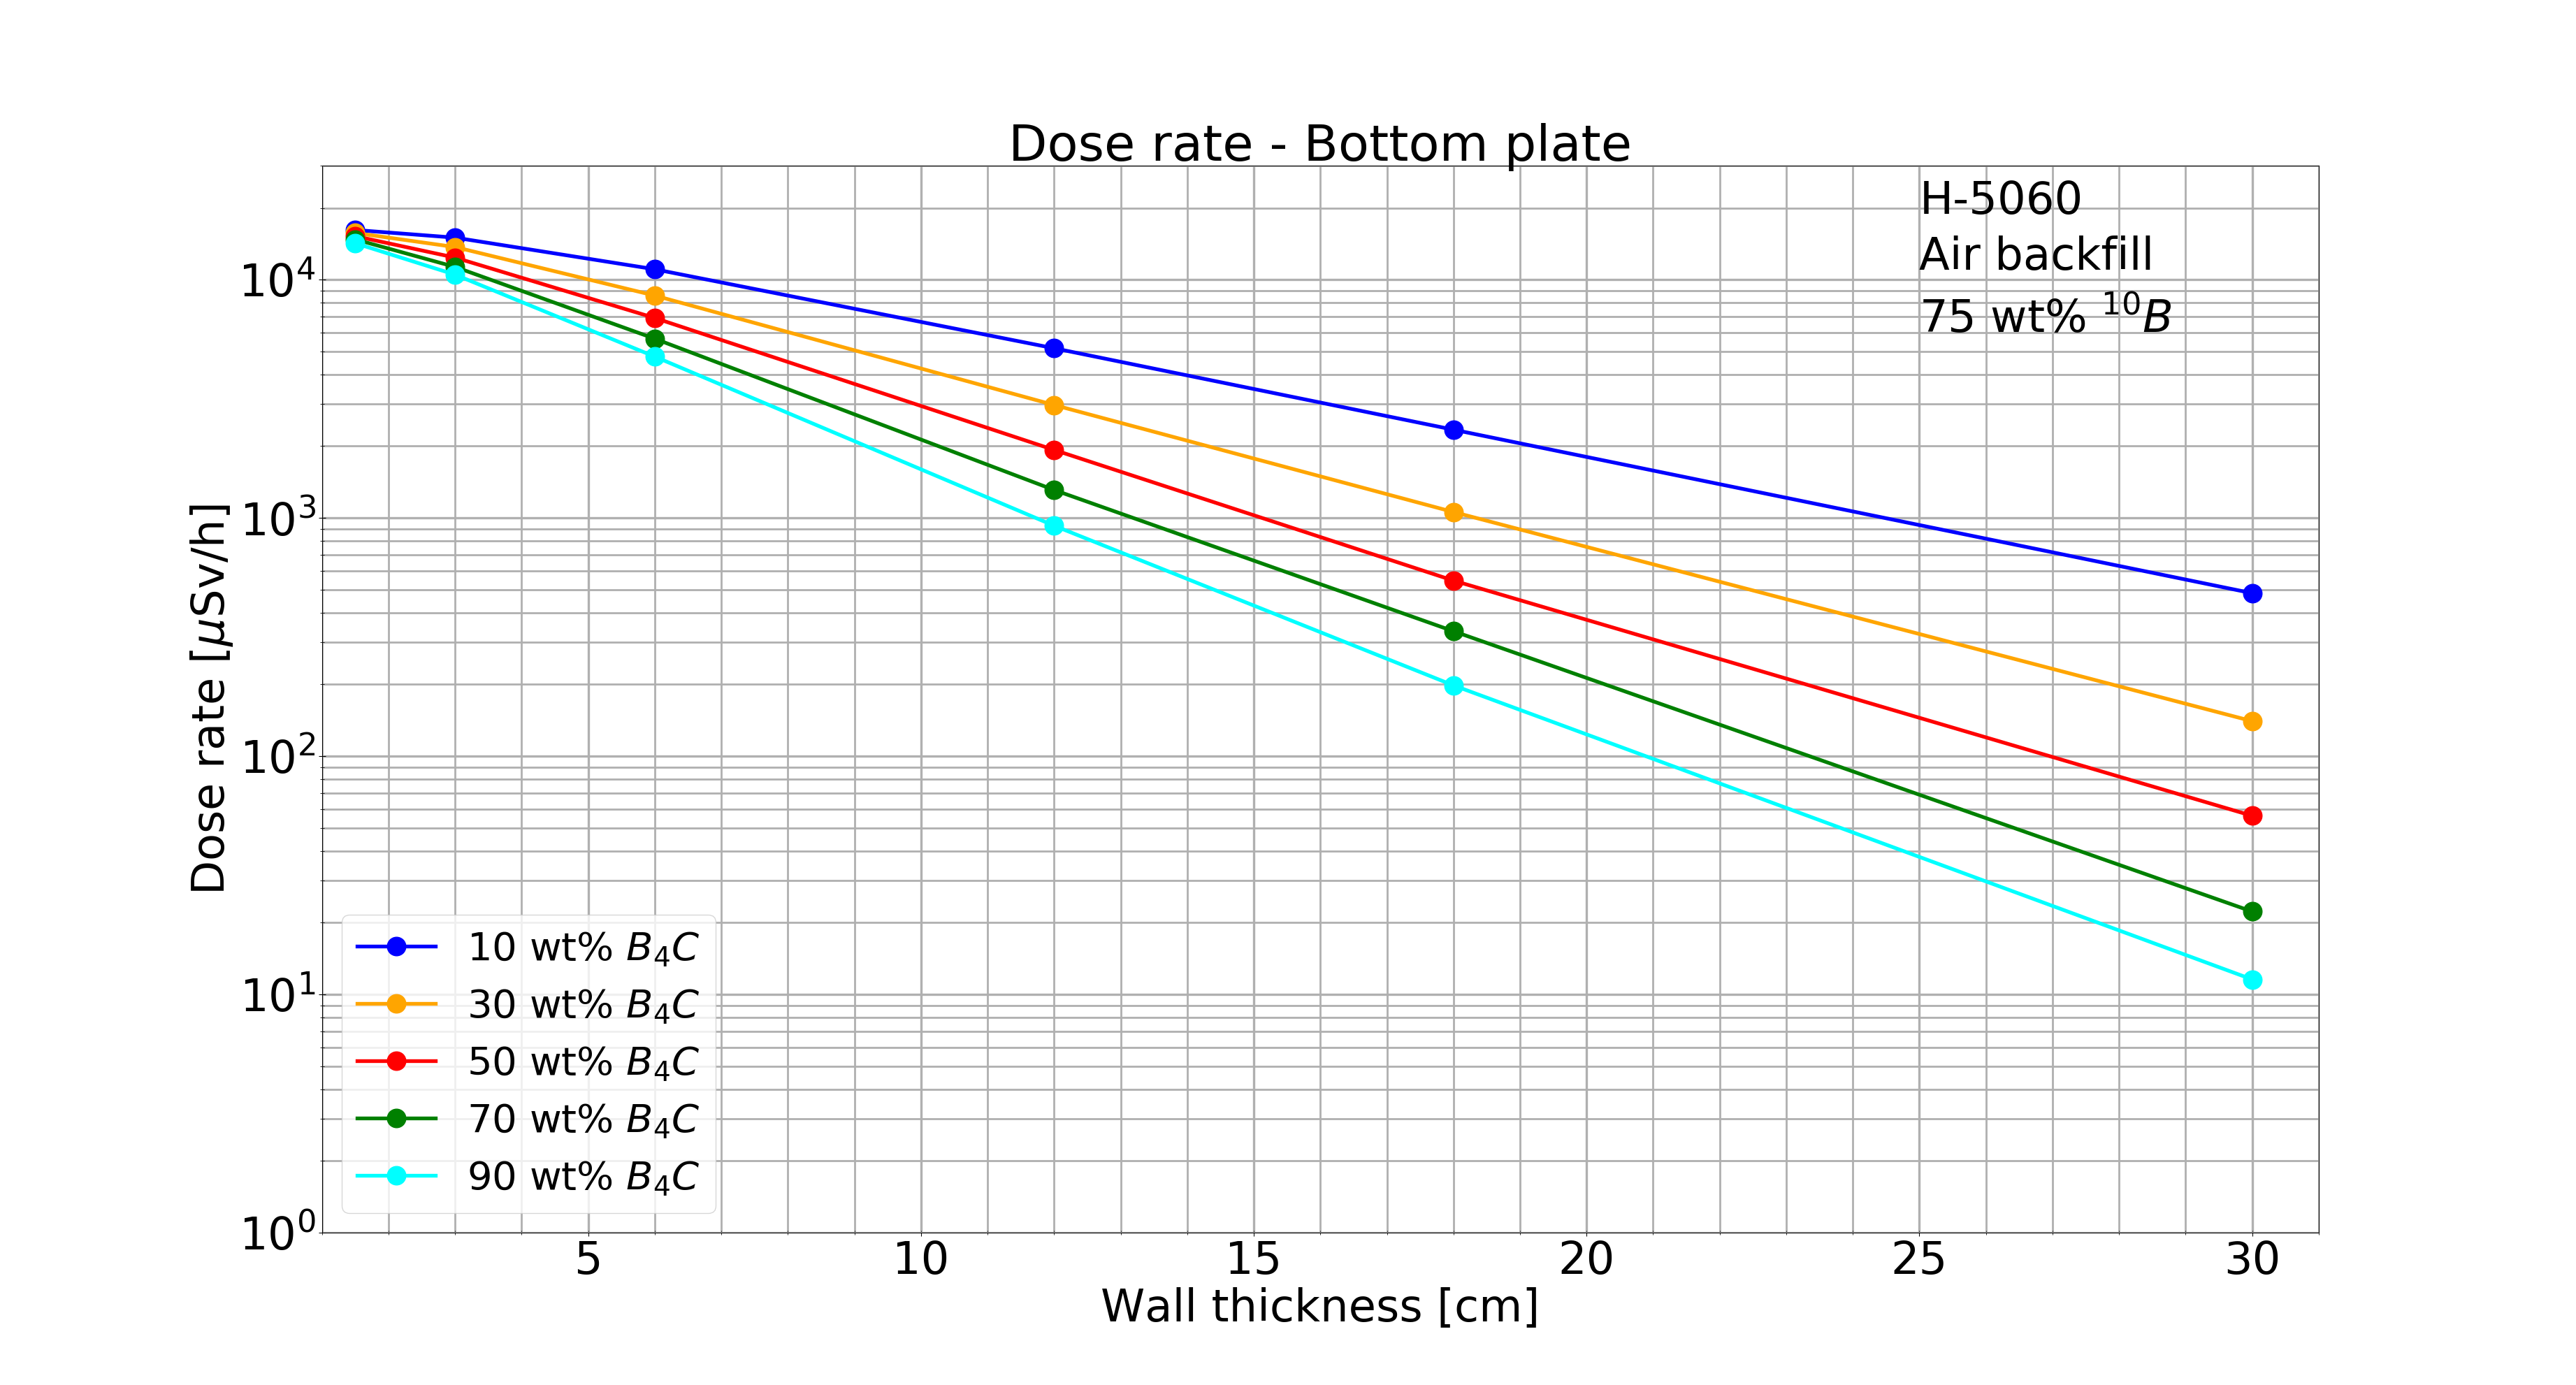 Dose rate - Bottom plate
H-5060
Air backfill
75 wt% ¹⁰B
Dose rate [μSv/h]
10⁴
10³
10²
10¹
10⁰
10 wt% B₄C
30 wt% B₄C
50 wt% B₄C
70 wt% B₄C
90 wt% B₄C
5 10 15 20 25 30
Wall thickness [cm]